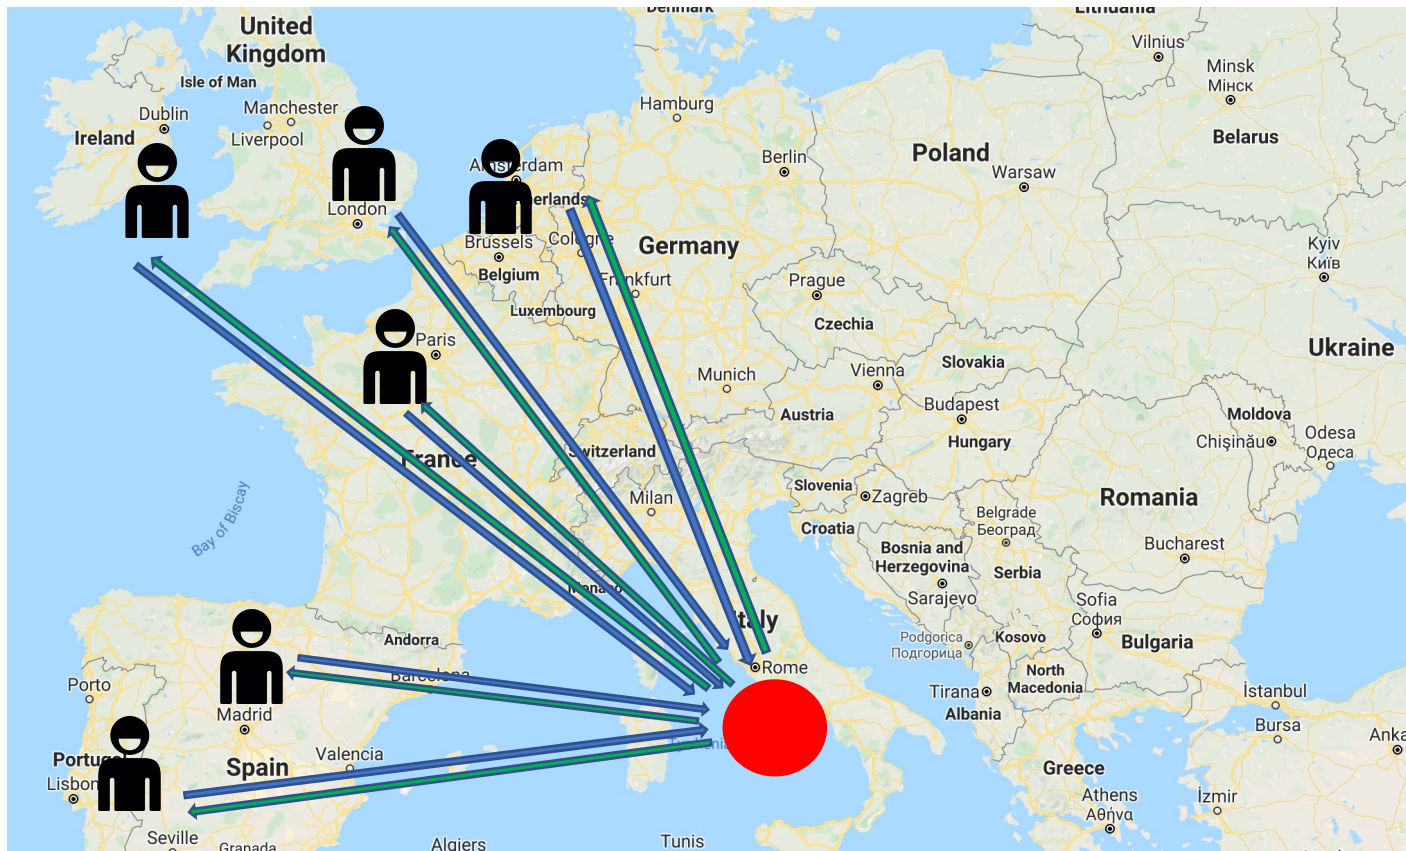 Denmark
Lithuania
United
Kingdom
Vilnius
Isle of Man
Minsk
Мінск
Manchester
Hamburg
Dublin
Ireland
Liverpool
Belarus
Poland
Berlin
Amsterdam
Warsaw
London
Brussels
Cologne
Germany
Kyiv
Київ
Belgium
Frankfurt
Prague
Luxembourg
Czechia
Paris
Ukraine
Slovakia
Vienna
Munich
Budapest
Austria
Moldova
Hungary
Chișinău
Odesa
Одеса
France
Switzerland
Slovenia
Zagreb
Milan
Romania
Bay of Biscay
Croatia
Belgrade
Београд
Bosnia and
Herzegovina
Bucharest
Serbia
Monaco
Sarajevo
Sofia
София
Italy
Andorra
Podgorica
Подгорица
Kosovo
Bulgaria
Rome
Barcelona
North
Macedonia
Porto
Tirana
İstanbul
Albania
Madrid
Bursa
Valencia
Portugal
Spain
Greece
Lisbon
Athens
Αθήνα
İzmir
Seville
Granada
Algiers
Tunis